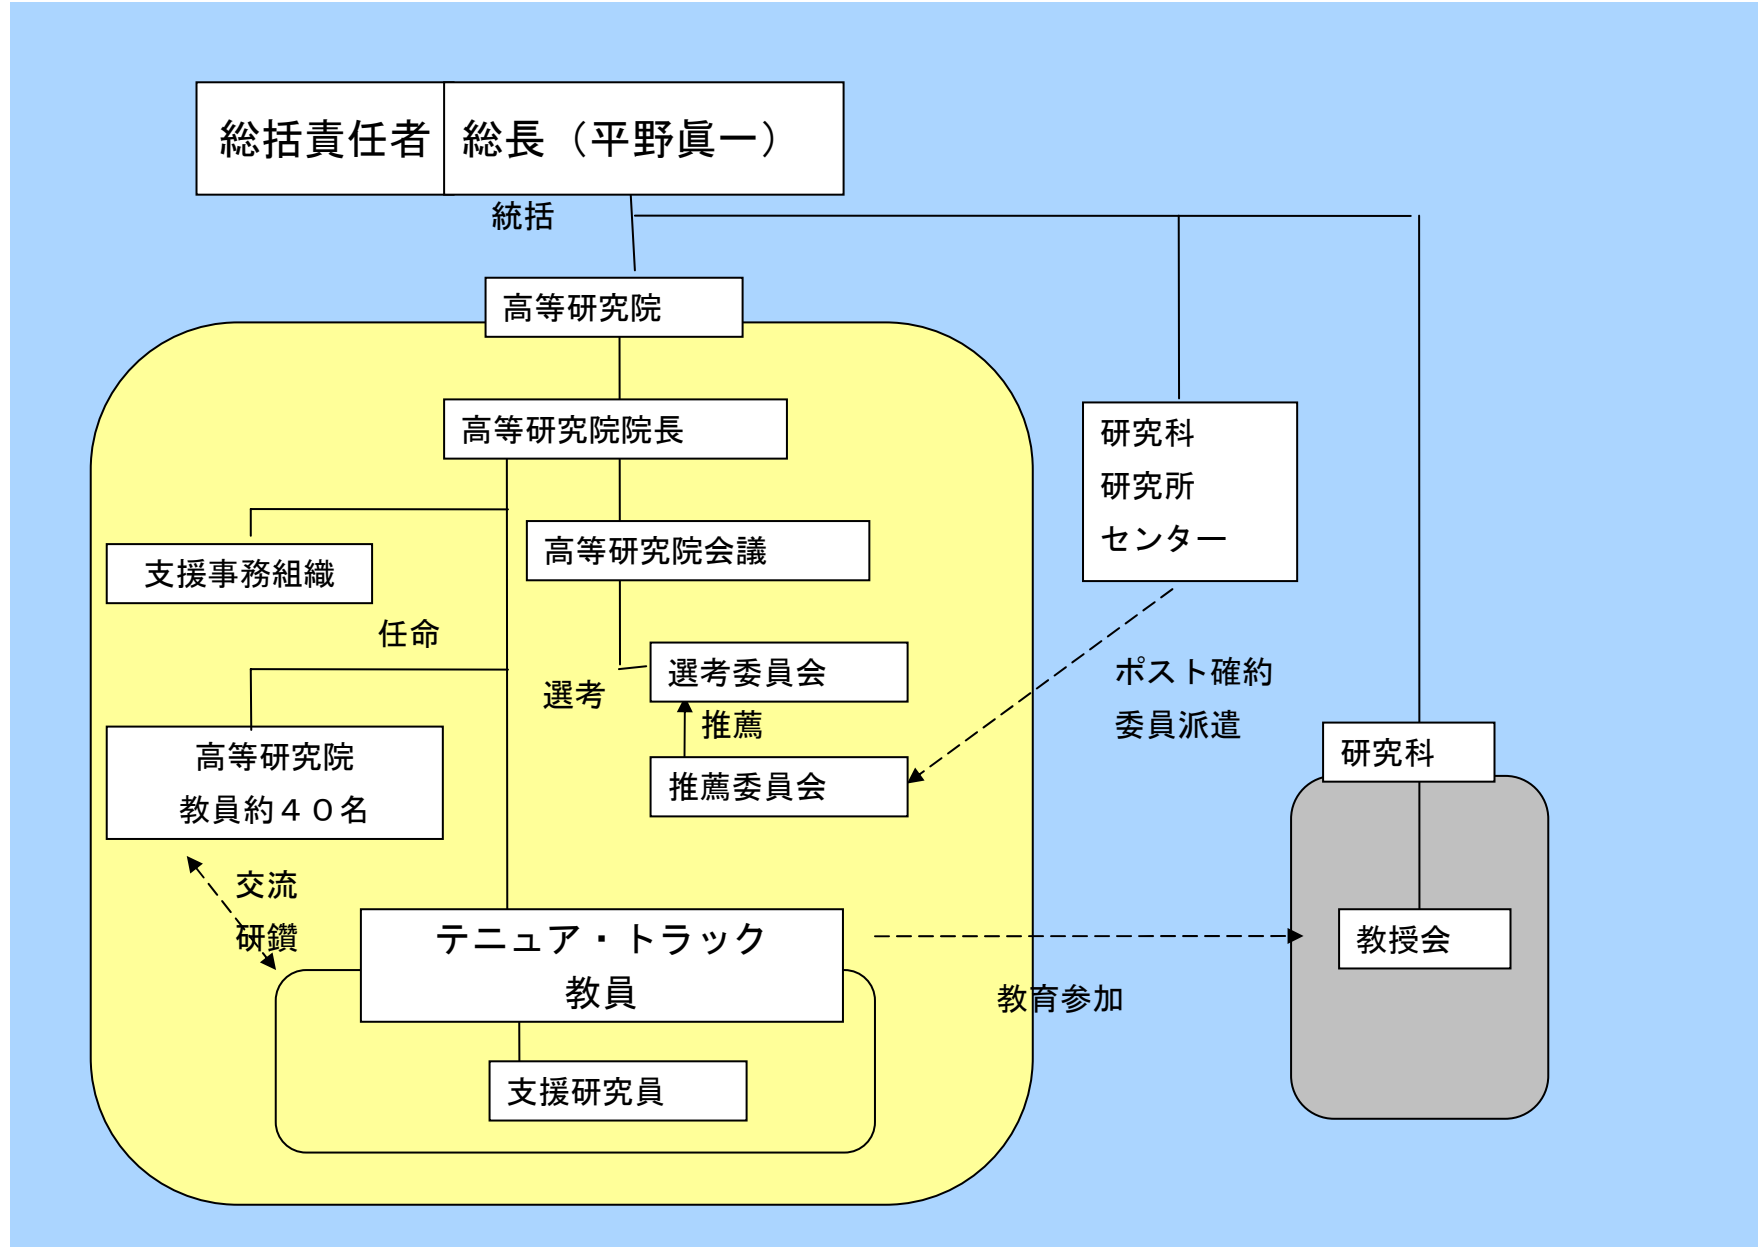 総括責任者
総長（平野眞一）
統括
高等研究院
高等研究院院長
研究科
研究所
センター
高等研究院会議
支援事務組織
任命
選考委員会
選考
推薦
ポスト確約
委員派遣
推薦委員会
高等研究院
教員約４０名
研究科
交流
研鑽
テニュア・トラック
教員
教授会
教育参加
支援研究員